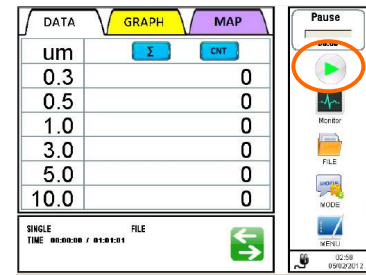 DATA GRAPH MAP
um Σ CNT
0.3 0
0.5 0
1.0 0
3.0 0
5.0 0
10.0 0
SINGLE FILE
TIME 00:00:00 / 01:01:01
Pause
Monitor
FILE
MODE
MENU
02:58
05/02/2012